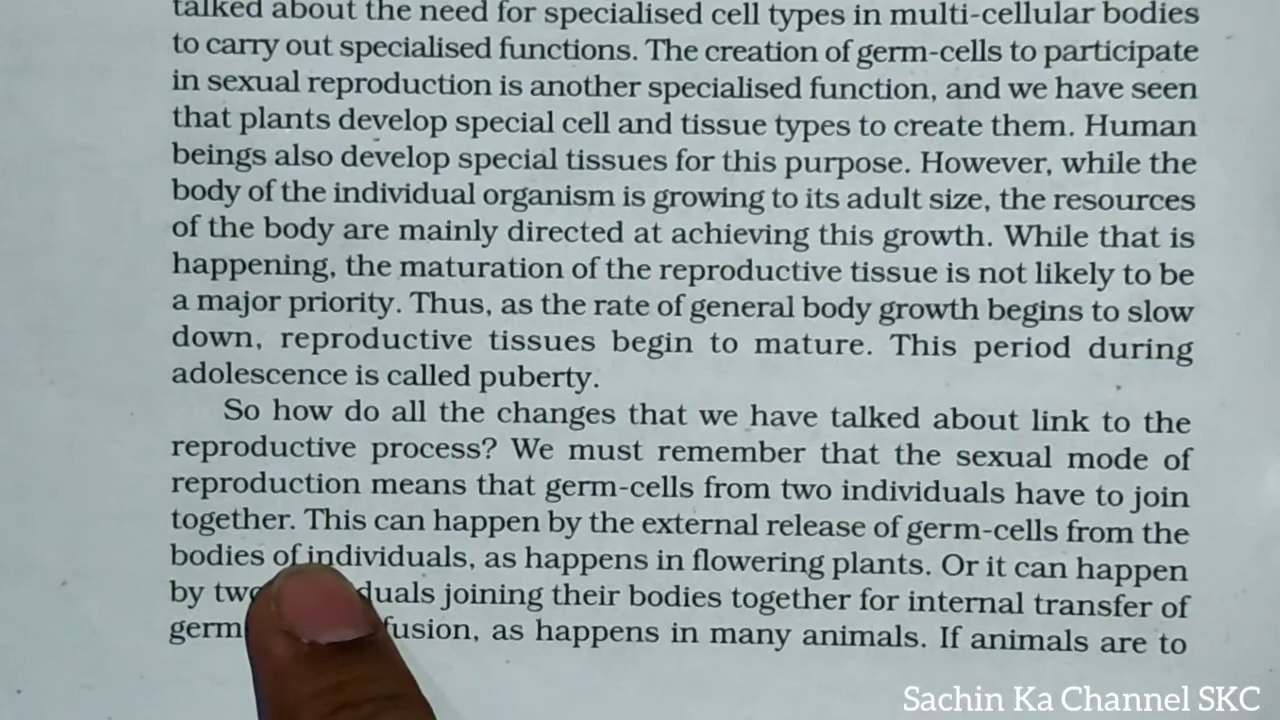 talked about the need for specialised cell types in multi-cellular bodies
to carry out specialised functions. The creation of germ-cells to participate
in sexual reproduction is another specialised function, and we have seen
that plants develop special cell and tissue types to create them. Human
beings also develop special tissues for this purpose. However, while the
body of the individual organism is growing to its adult size, the resources
of the body are mainly directed at achieving this growth. While that is
happening, the maturation of the reproductive tissue is not likely to be
a major priority. Thus, as the rate of general body growth begins to slow
down, reproductive tissues begin to mature. This period during
adolescence is called puberty.
So how do all the changes that we have talked about link to the
reproductive process? We must remember that the sexual mode of
reproduction means that germ-cells from two individuals have to join
together. This can happen by the external release of germ-cells from the
bodies of individuals, as happens in flowering plants. Or it can happen
by two duals joining their bodies together for internal transfer of
germ fusion, as happens in many animals. If animals are to
Sachin Ka Channel SKC